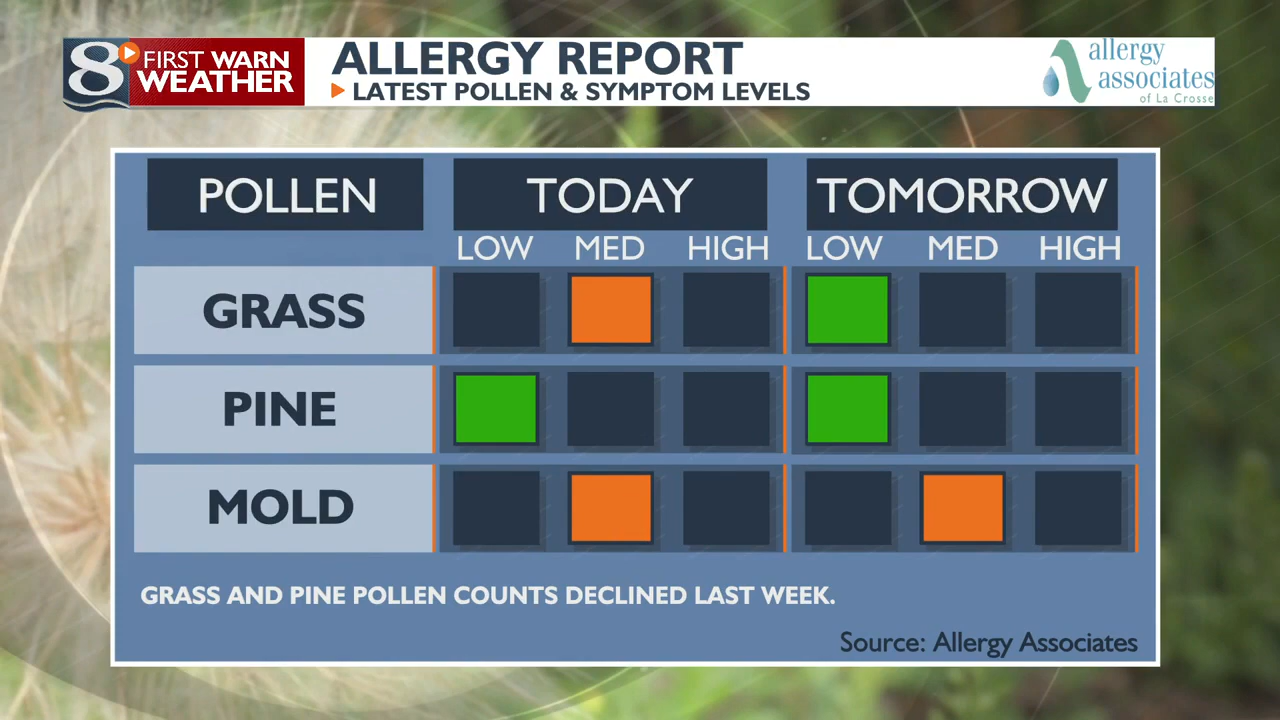 8 FIRST WARN
WEATHER
ALLERGY REPORT
LATEST POLLEN & SYMPTOM LEVELS
allergy
associates
of La Crosse
POLLEN TODAY TOMORROW
LOW MED HIGH LOW MED HIGH
GRASS
PINE
MOLD
GRASS AND PINE POLLEN COUNTS DECLINED LAST WEEK.
Source: Allergy Associates